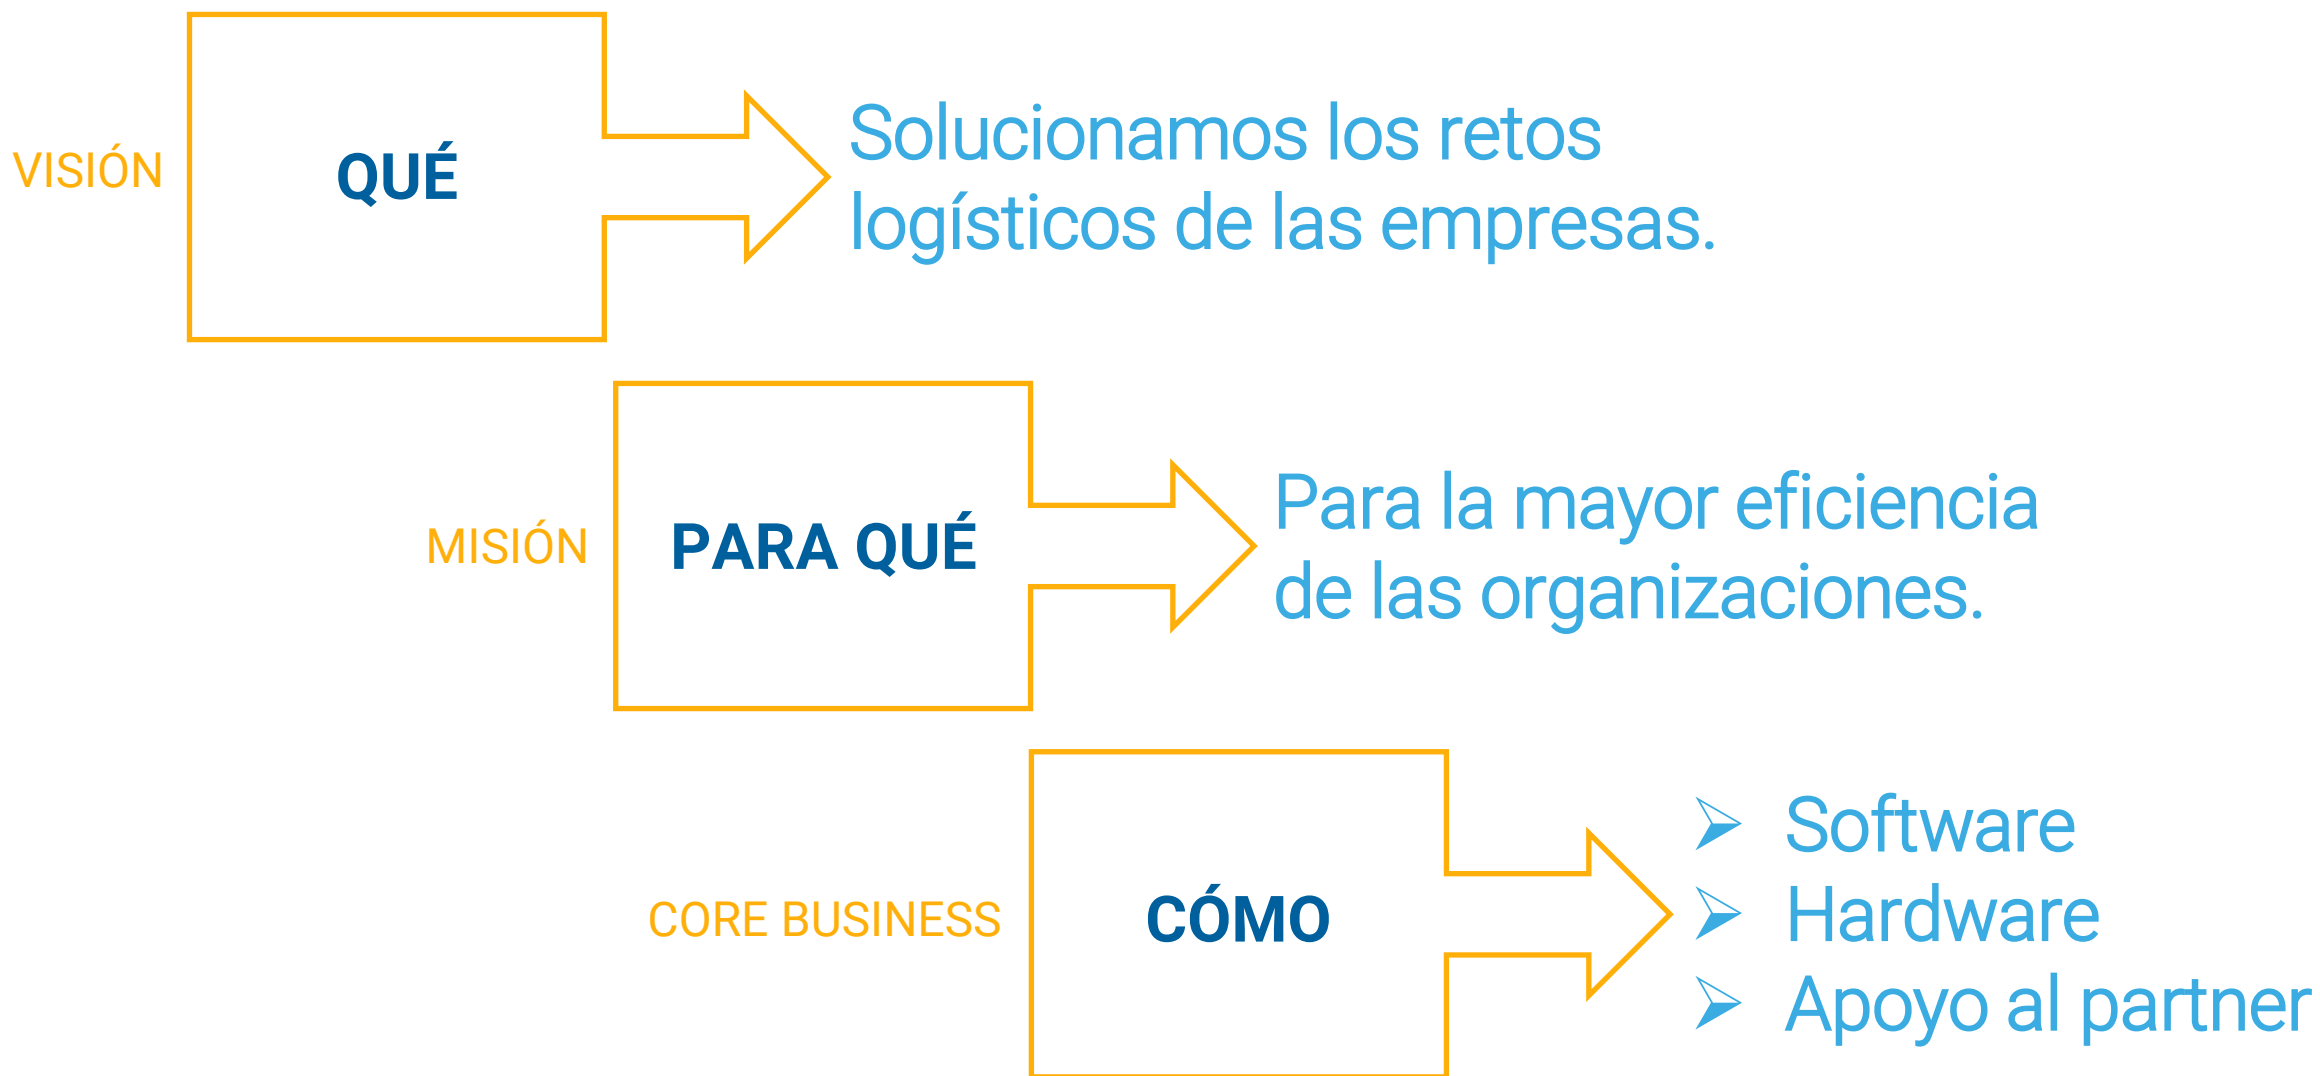 VISIÓN
QUÉ
Solucionamos los retos
logísticos de las empresas.
MISIÓN
PARA QUÉ
Para la mayor eficiencia
de las organizaciones.
CORE BUSINESS
CÓMO
Software
Hardware
Apoyo al partner